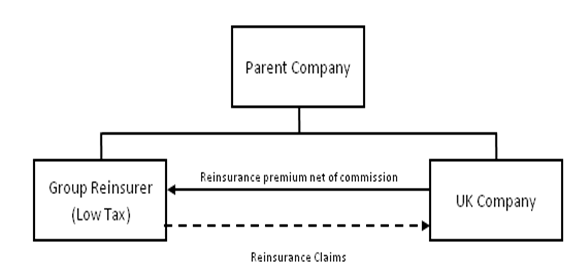 Parent Company
Reinsurance premium net of commission
Group Reinsurer
(Low Tax)
UK Company
Reinsurance Claims